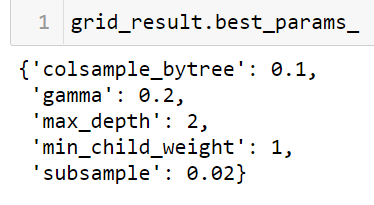 1 grid_result.best_params_
{'colsample_bytree': 0.1,
 'gamma': 0.2,
 'max_depth': 2,
 'min_child_weight': 1,
 'subsample': 0.02}